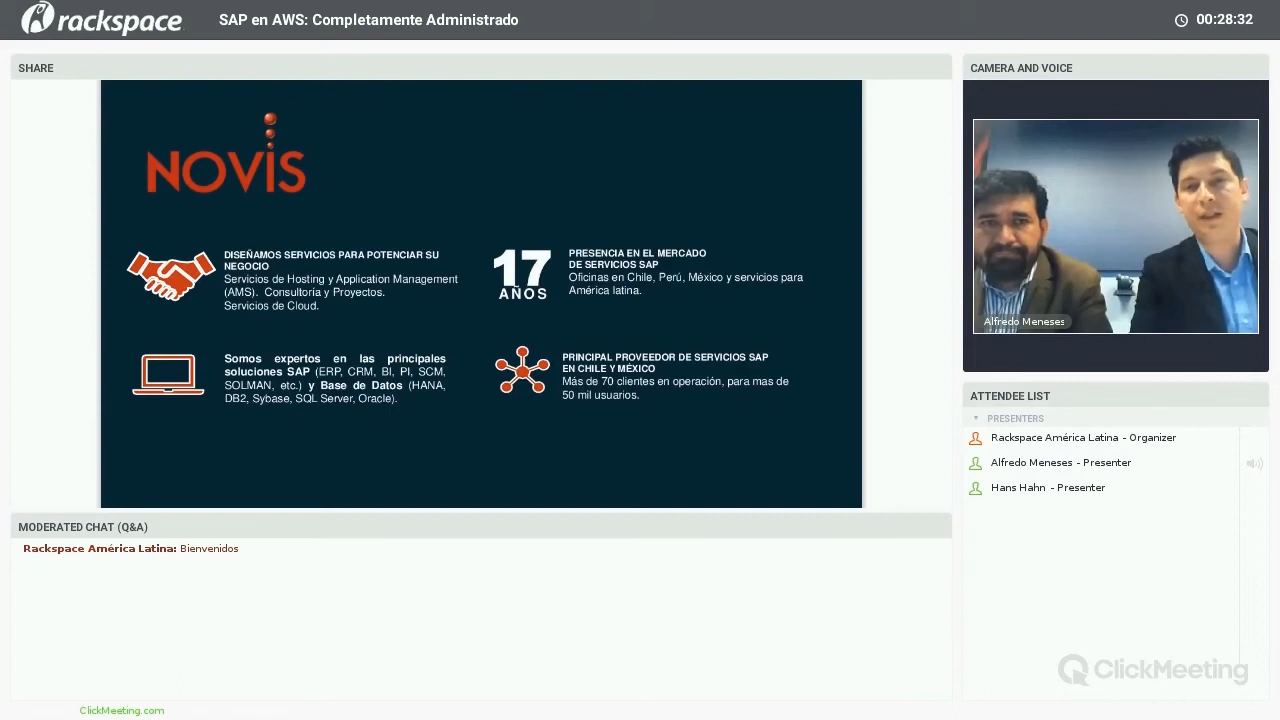 rackspace
SAP en AWS: Completamente Administrado
00:28:32
SHARE
NOVIS
DISEÑAMOS SERVICIOS PARA POTENCIAR SU
NEGOCIO
Servicios de Hosting y Application Management
(AMS). Consultoría y Proyectos.
Servicios de Cloud.
17
AÑOS
PRESENCIA EN EL MERCADO
DE SERVICIOS SAP
Oficinas en Chile, Perú, México y servicios para
América latina.
Somos expertos en las principales
soluciones SAP (ERP, CRM, BI, PI, SCM,
SOLMAN, etc.) y Base de Datos (HANA,
DB2, Sybase, SQL Server, Oracle).
PRINCIPAL PROVEEDOR DE SERVICIOS SAP
EN CHILE Y MÉXICO
Más de 70 clientes en operación, para mas de
50 mil usuarios.
CAMERA AND VOICE
Alfredo Meneses
ATTENDEE LIST
PRESENTERS
Rackspace América Latina - Organizer
Alfredo Meneses - Presenter
Hans Hahn - Presenter
MODERATED CHAT (Q&A)
Rackspace América Latina: Bienvenidos
ClickMeeting
ClickMeeting.com